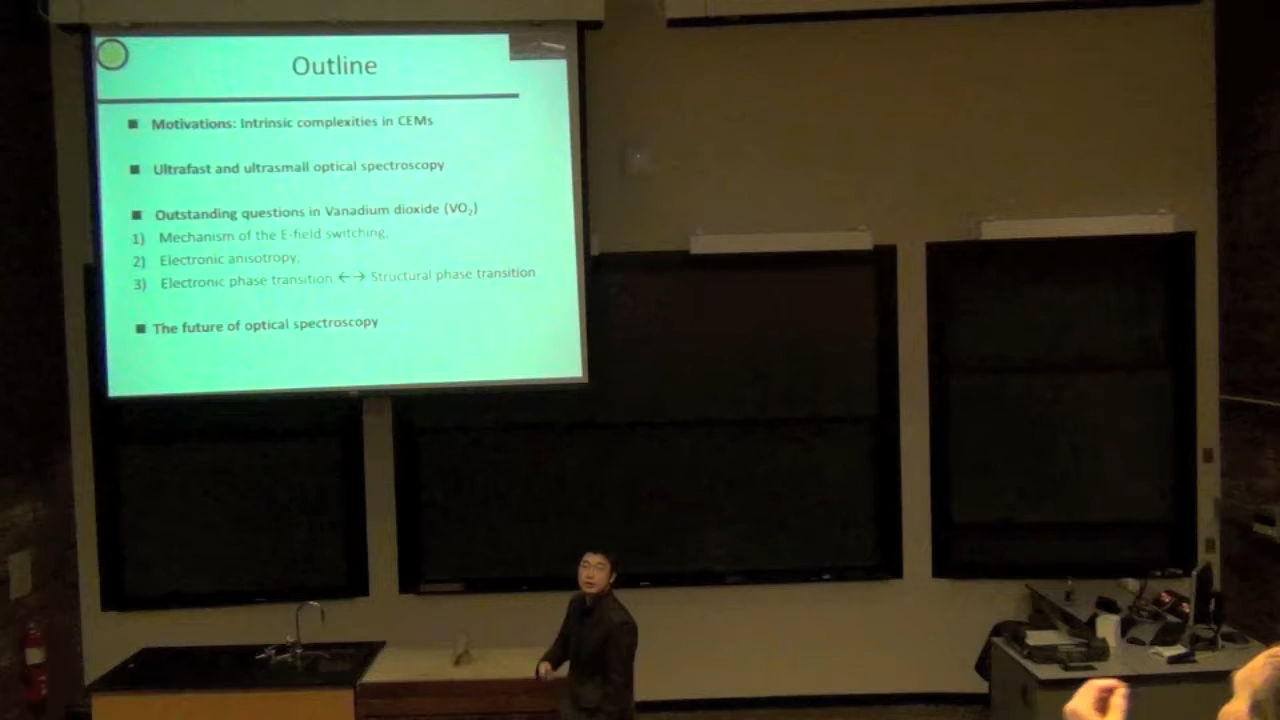 Outline
■ Motivations: Intrinsic complexities in CEMs
■ Ultrafast and ultrasmall optical spectroscopy
■ Outstanding questions in Vanadium dioxide (VO₂)
1) Mechanism of the E-field switching,
2) Electronic anisotropy,
3) Electronic phase transition ←→ Structural phase transition
■ The future of optical spectroscopy